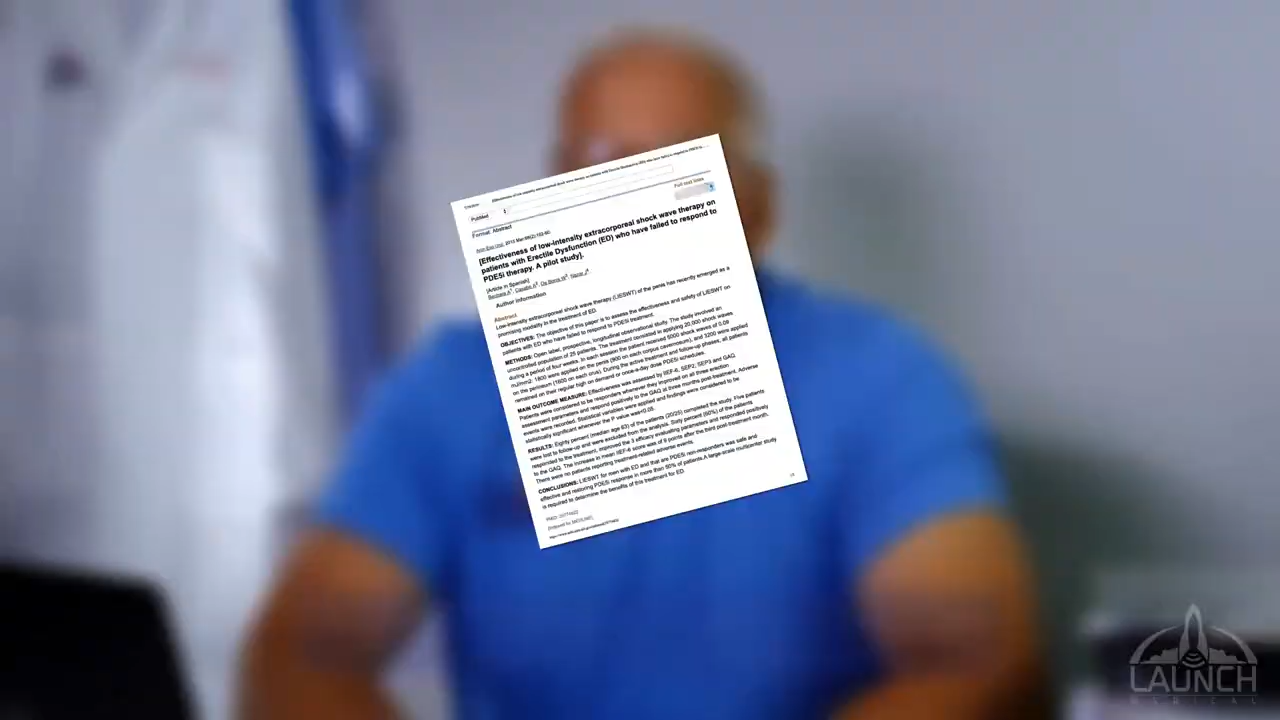 PubMed
Full text links
Format: Abstract
[Effectiveness of low-intensity extracorporeal shock wave therapy on
patients with Erectile Dysfunction (ED) who have failed to respond to
PDE5i therapy. A pilot study].
[Article in Spanish]
Author information
Abstract
Low-intensity extracorporeal shock wave therapy (LIESWT) of the penis has recently emerged as a
promising modality in the treatment of ED.
OBJECTIVES: The objective of this paper is to assess the effectiveness and safety of LIESWT on
patients with ED who have failed to respond to PDE5i treatment.
METHODS: Open label, prospective, longitudinal observational study. The study involved an
uncontrolled population of 25 patients. The treatment consisted in applying 20,000 shock waves
during a period of four weeks. In each session the patient received 5000 shock waves of 0.09
mJ/mm2: 1800 were applied on the penis (900 on each corpus cavernosum), and 3200 were applied
on the perineum (1600 on each crus). During the active treatment and follow-up phases, all patients
remained on their regular high on demand or once-a-day dose PDE5i schedules.
MAIN OUTCOME MEASURE: Effectiveness was assessed by IIEF-6, SEP2, SEP3 and GAQ.
Patients were considered to be responders whenever they improved on all three erection
assessment parameters and respond positively to the GAQ at three months post-treatment. Adverse
events were recorded. Statistical variables were applied and findings were considered to be
statistically significant whenever the P value was<0.05.
RESULTS: Eighty percent (median age 63) of the patients (20/25) completed the study. Five patients
were lost to follow-up and were excluded from the analysis. Sixty percent (60%) of the patients
responded to the treatment, improved the 3 efficacy evaluating parameters and responded positively
to the GAQ. The increase in mean IIEF-6 score was of 9 points after the third post-treatment month.
There were no patients reporting treatment-related adverse events.
CONCLUSIONS: LIESWT for men with ED and that are PDE5i non-responders was safe and
effective and restoring PDE5i response in more than 60% of patients.A large-scale multicenter study
is required to determine the benefits of this treatment for ED
LAUNCH
MEDICAL